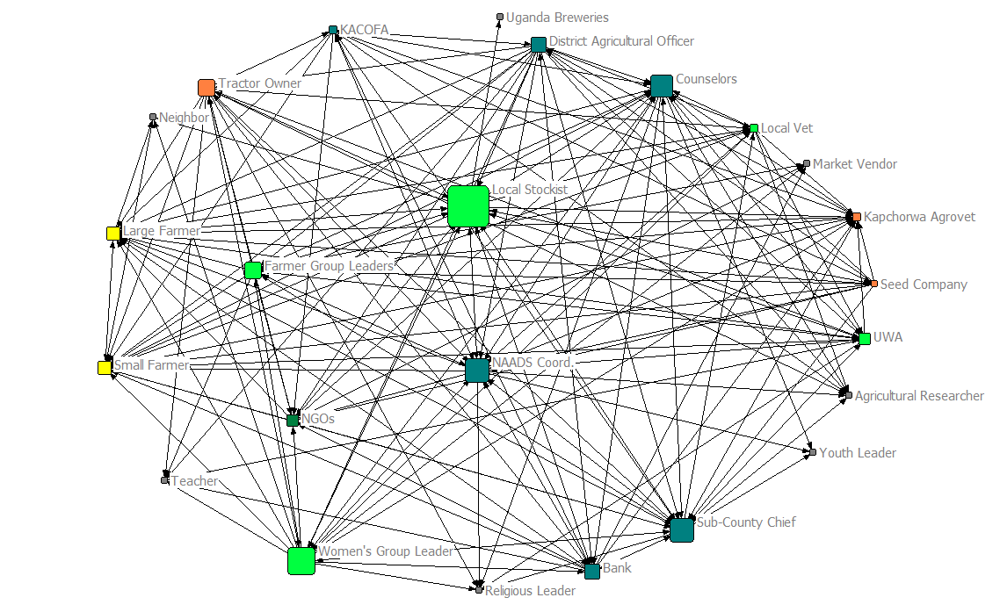 Uganda Breweries
KACOFA
District Agricultural Officer
Counselors
Tractor Owner
Neighbor
Local Vet
Market Vendor
Local Stockist
Kapchorwa Agrovet
Large Farmer
Farmer Group Leaders
Seed Company
UWA
Small Farmer
NAADS Coord.
Agricultural Researcher
NGOs
Youth Leader
Teacher
Sub-County Chief
Women's Group Leader
Bank
Religious Leader